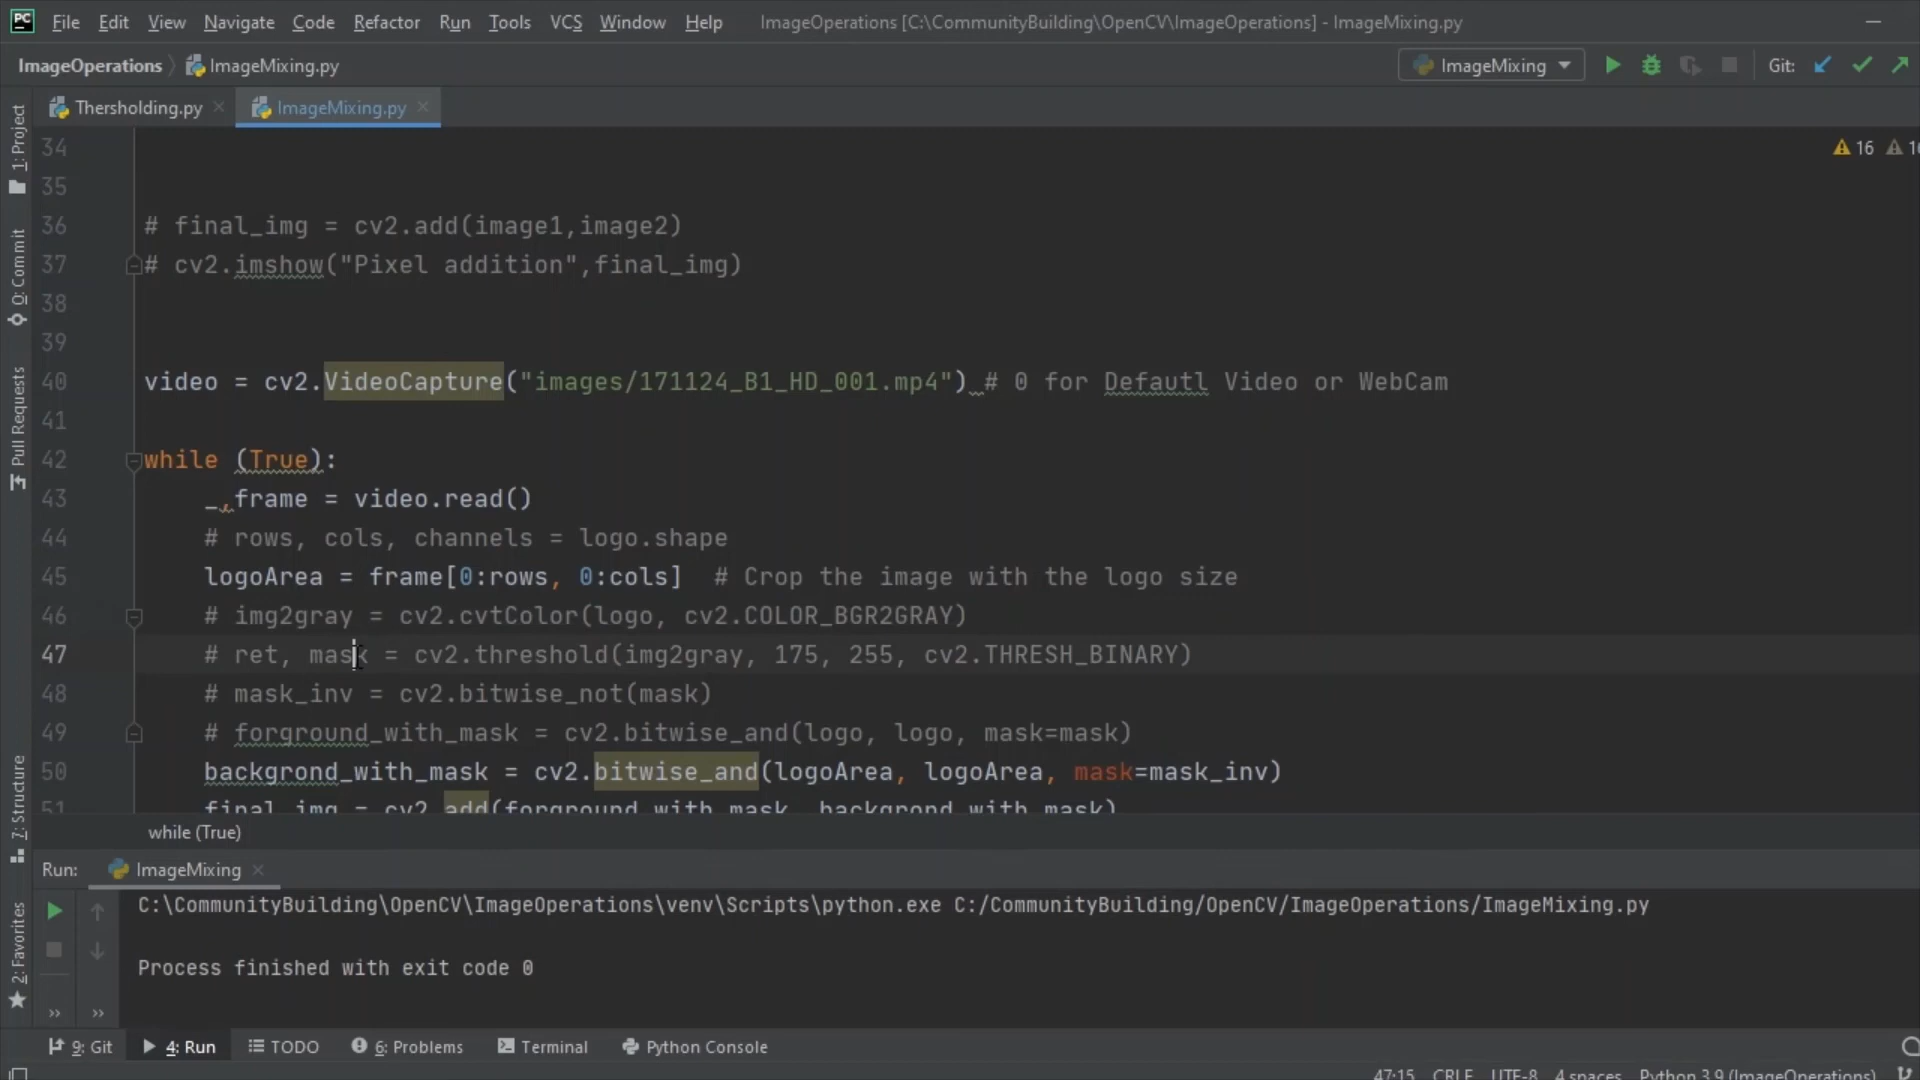 PC File Edit View Navigate Code Refactor Run Tools VCS Window Help ImageOperations [C:\CommunityBuilding\OpenCV\ImageOperations] - ImageMixing.py
ImageOperations ImageMixing.py ImageMixing Git:
Thersholding.py ImageMixing.py
1: Project
0: Commit
Pull Requests
7: Structure
2: Favorites
34 16
35
36 # final_img = cv2.add(image1,image2)
37 # cv2.imshow("Pixel addition",final_img)
38
39
40 video = cv2.VideoCapture("images/171124_B1_HD_001.mp4") # 0 for Defautl Video or WebCam
41
42 while (True):
43 _,frame = video.read()
44 # rows, cols, channels = logo.shape
45 logoArea = frame[0:rows, 0:cols] # Crop the image with the logo size
46 # img2gray = cv2.cvtColor(logo, cv2.COLOR_BGR2GRAY)
47 # ret, mask = cv2.threshold(img2gray, 175, 255, cv2.THRESH_BINARY)
48 # mask_inv = cv2.bitwise_not(mask)
49 # forground_with_mask = cv2.bitwise_and(logo, logo, mask=mask)
50 backgrond_with_mask = cv2.bitwise_and(logoArea, logoArea, mask=mask_inv)
51 final_img = cv2.add(forground_with_mask, backgrond_with_mask)
while (True)
Run: ImageMixing
C:\CommunityBuilding\OpenCV\ImageOperations\venv\Scripts\python.exe C:/CommunityBuilding/OpenCV/ImageOperations/ImageMixing.py
Process finished with exit code 0
9: Git 4: Run TODO 6: Problems Terminal Python Console
47:15 CRLF UTF-8 4 spaces Python 3.9 (ImageOperations)